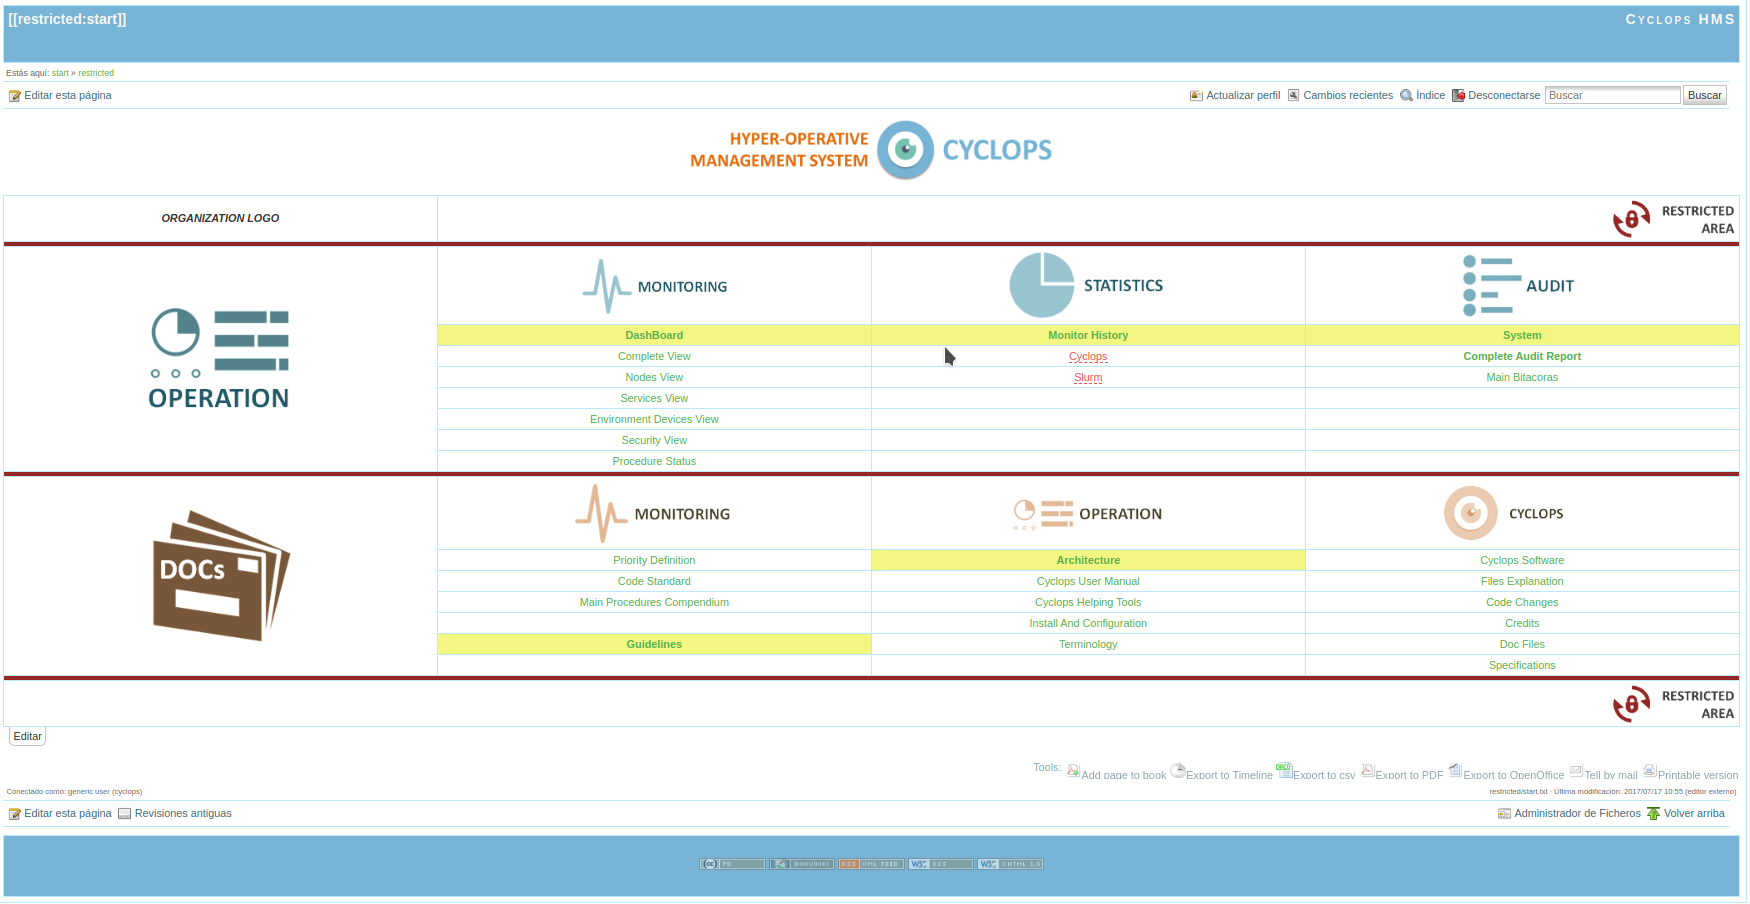 [[restricted:start]] Cyclops HMS
Estás aquí: start » restricted
Editar esta página Actualizar perfil Cambios recientes Índice Desconectarse Buscar Buscar
HYPER-OPERATIVE
MANAGEMENT SYSTEM
CYCLOPS
ORGANIZATION LOGO
RESTRICTED
AREA
OPERATION
MONITORING STATISTICS AUDIT
DashBoard Monitor History System
Complete View Cyclops Complete Audit Report
Nodes View Slurm Main Bitacoras
Services View
Environment Devices View
Security View
Procedure Status
DOCs
MONITORING OPERATION CYCLOPS
Priority Definition Architecture Cyclops Software
Code Standard Cyclops User Manual Files Explanation
Main Procedures Compendium Cyclops Helping Tools Code Changes
Install And Configuration Credits
Guidelines Terminology Doc Files
Specifications
RESTRICTED
AREA
Editar
Tools: Add page to book Export to Timeline Export to csv Export to PDF Export to OpenOffice Tell by mail Printable version
Conectado como: generic user (cyclops) restricted/start.txt · Última modificación: 2017/07/17 10:55 (editor externo)
Editar esta página Revisiones antiguas Administrador de Ficheros Volver arriba
(cc) PD DOKUWIKI RSS XML FEED W3C CSS W3C XHTML 1.0